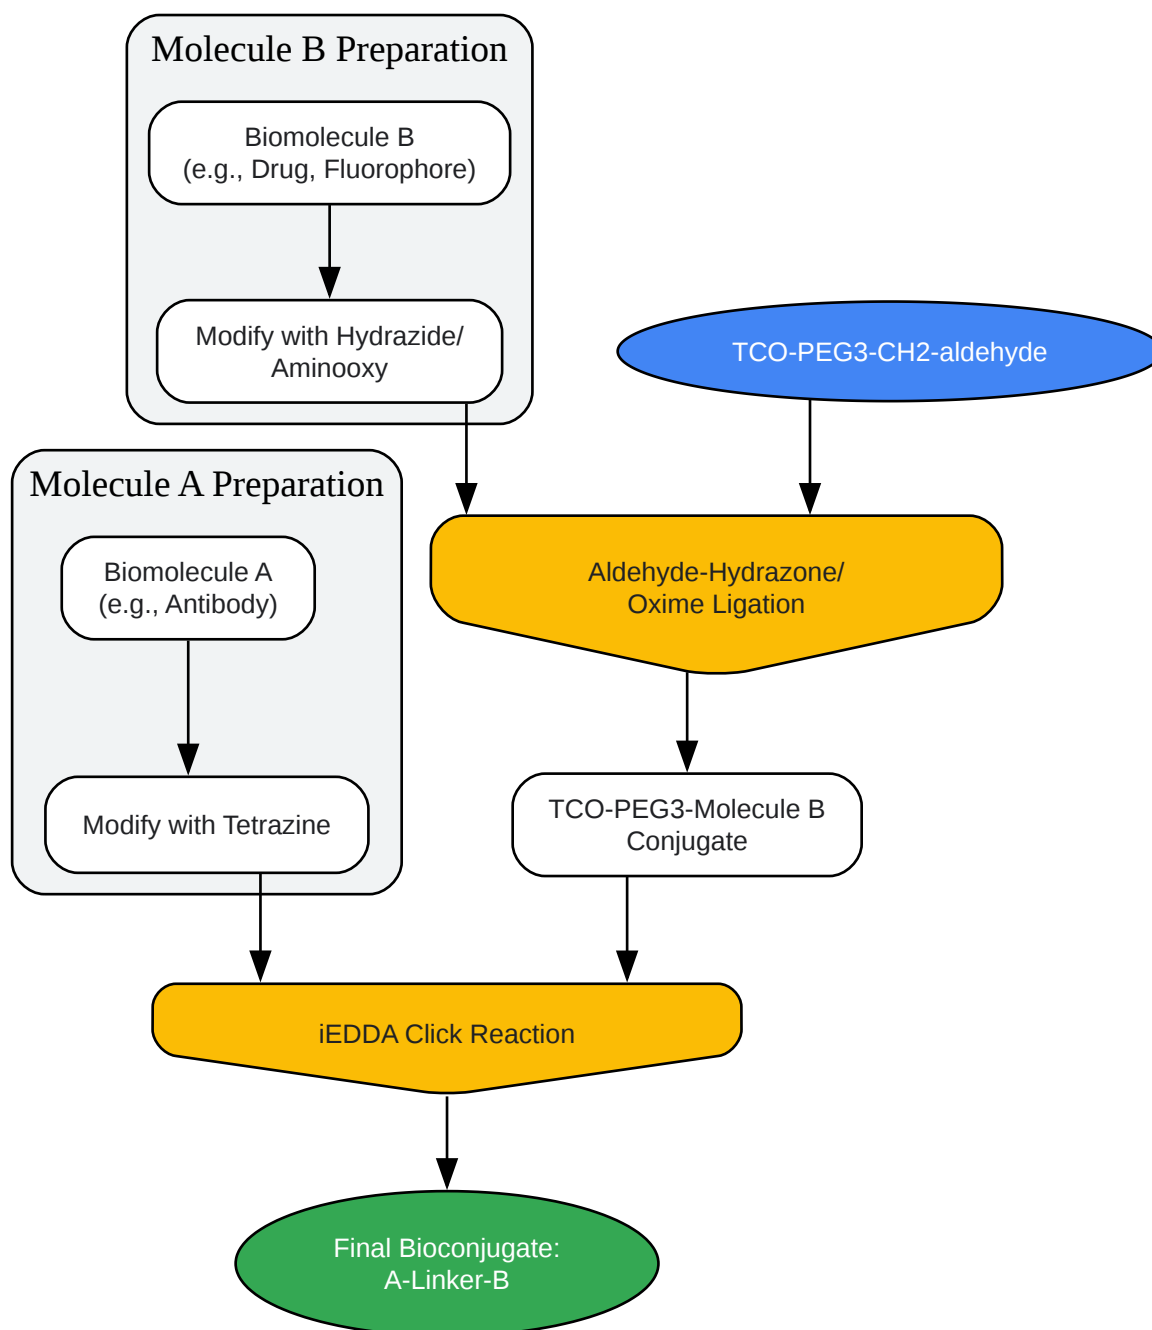 Molecule B Preparation
Biomolecule B
(e.g., Drug, Fluorophore)
Modify with Hydrazide/
Aminooxy
TCO-PEG3-CH2-aldehyde
Molecule A Preparation
Biomolecule A
(e.g., Antibody)
Aldehyde-Hydrazone/
Oxime Ligation
Modify with Tetrazine
TCO-PEG3-Molecule B
Conjugate
iEDDA Click Reaction
Final Bioconjugate:
A-Linker-B